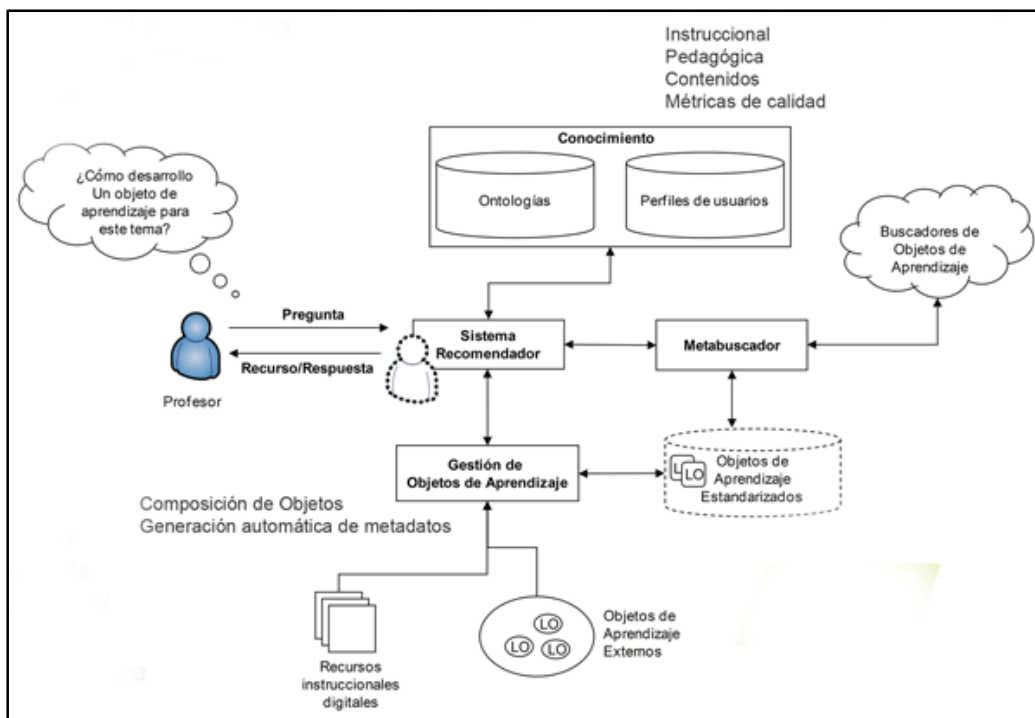 Instruccional
Pedagógica
Contenidos
Métricas de calidad
Conocimiento
Ontologías
Perfiles de usuarios
¿Cómo desarrollo
Un objeto de
aprendizaje para
este tema?
Buscadores de
Objetos de
Aprendizaje
Pregunta
Recurso/Respuesta
Profesor
Sistema
Recomendador
Metabuscador
Gestión de
Objetos de Aprendizaje
L
LO
Objetos de
Aprendizaje
Estandarizados
Composición de Objetos
Generación automática de metadatos
Recursos
instruccionales
digitales
LO
LO
LO
Objetos de
Aprendizaje
Externos